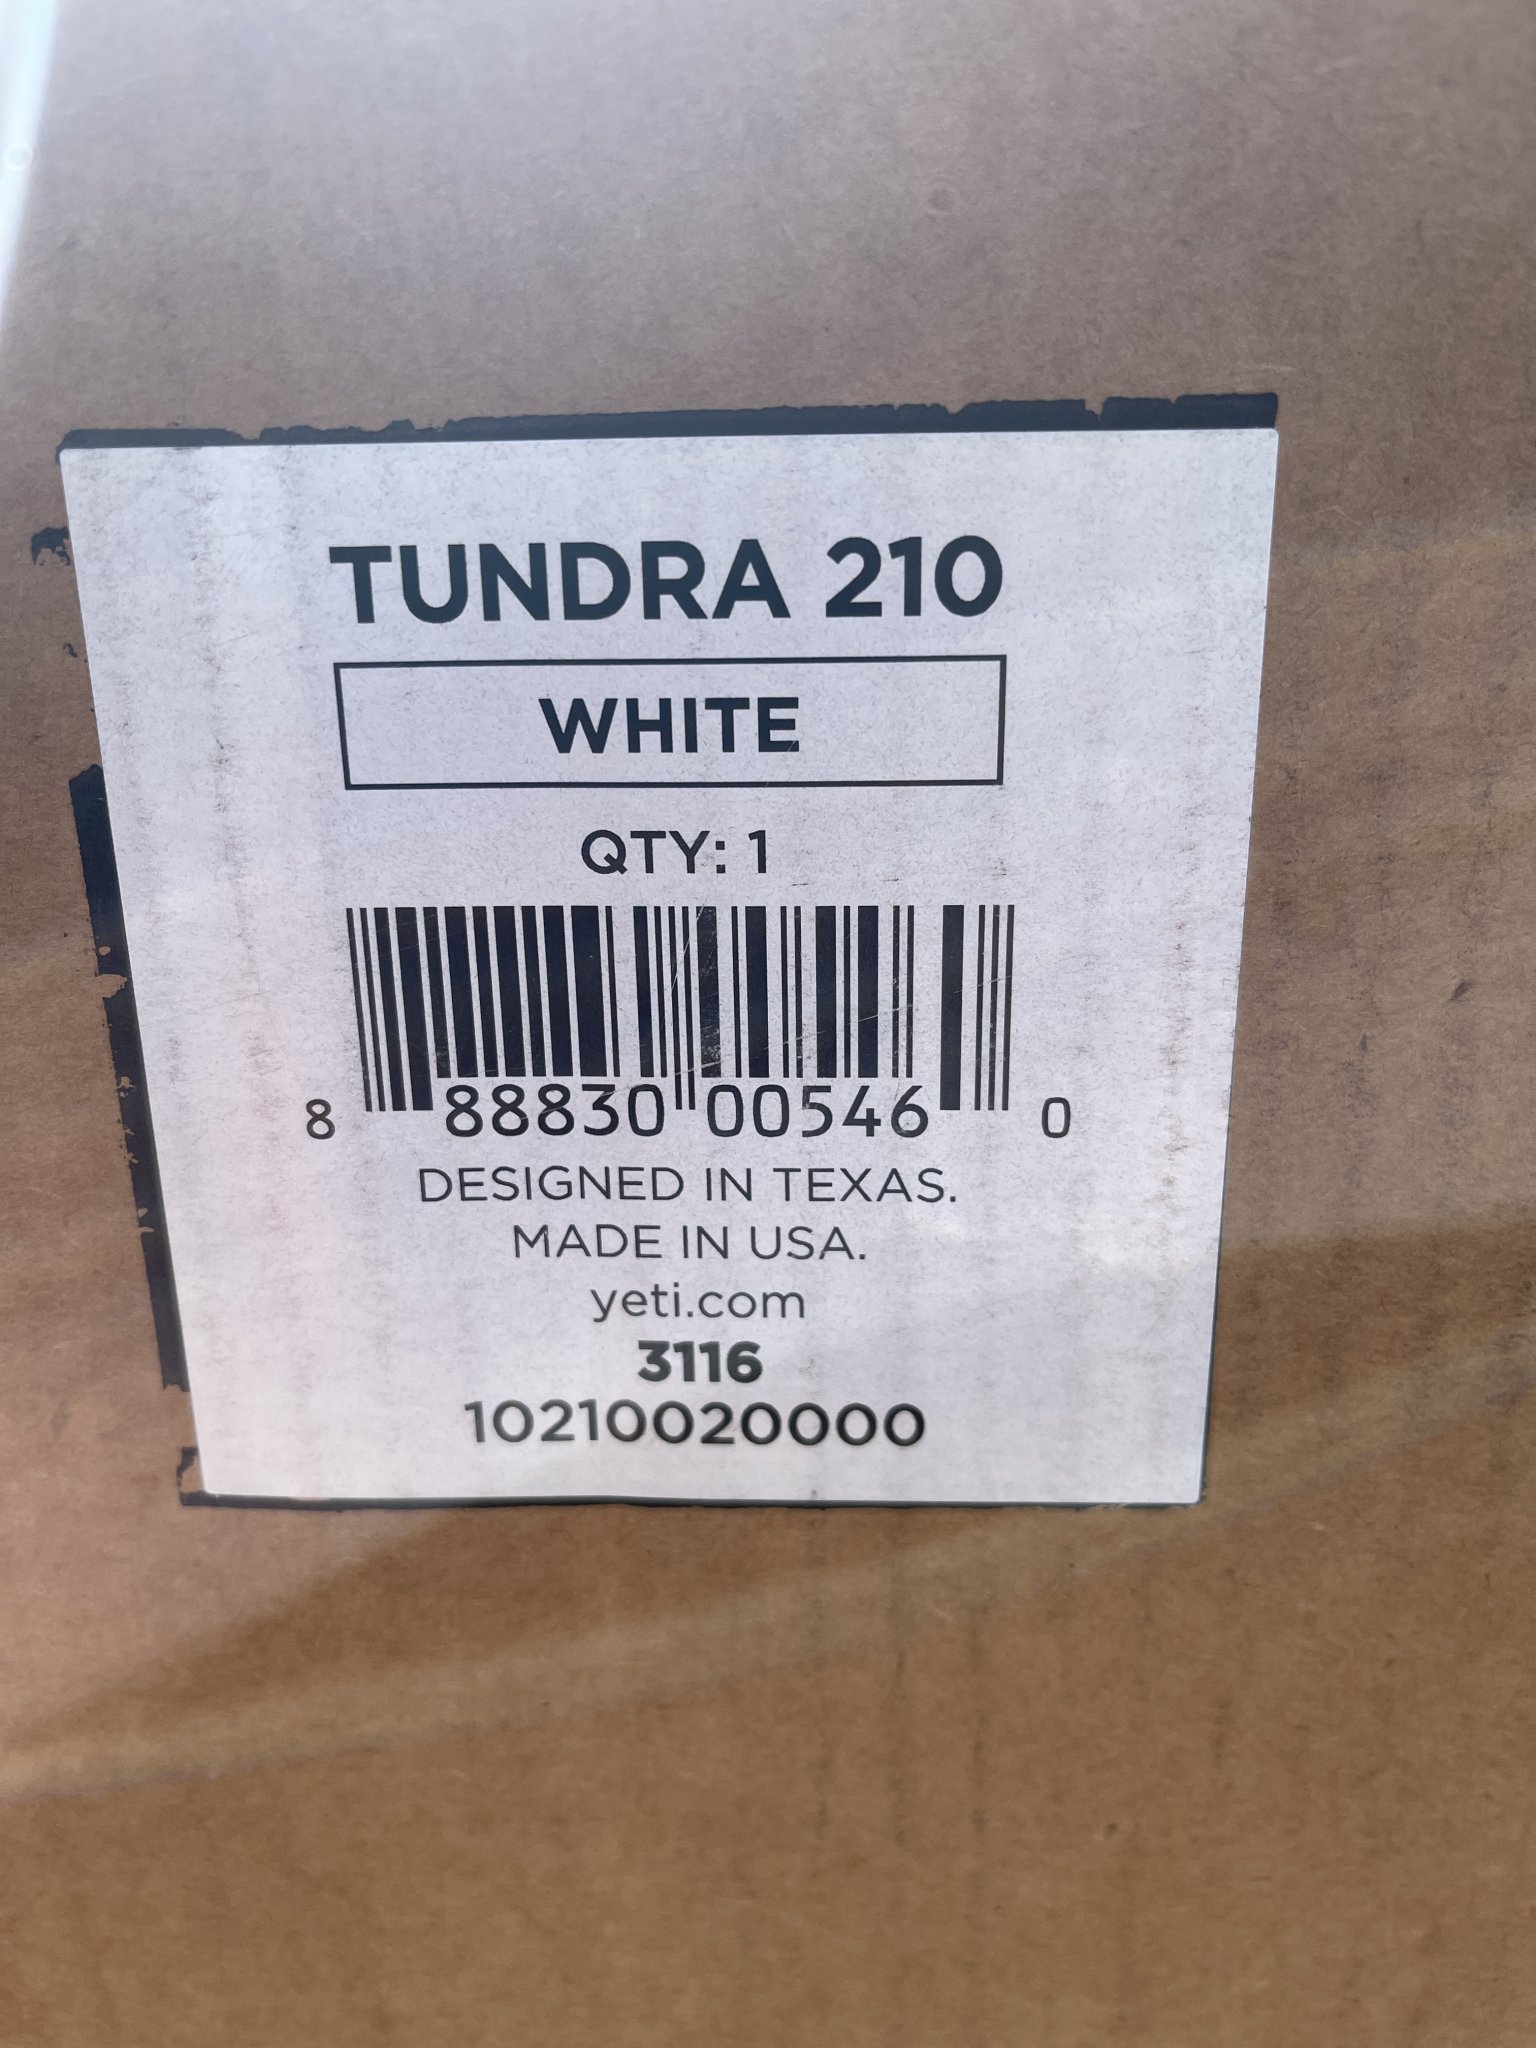 TUNDRA 210
WHITE
QTY: 1
8 88830 00546 0
DESIGNED IN TEXAS.
MADE IN USA.
yeti.com
3116
10210020000